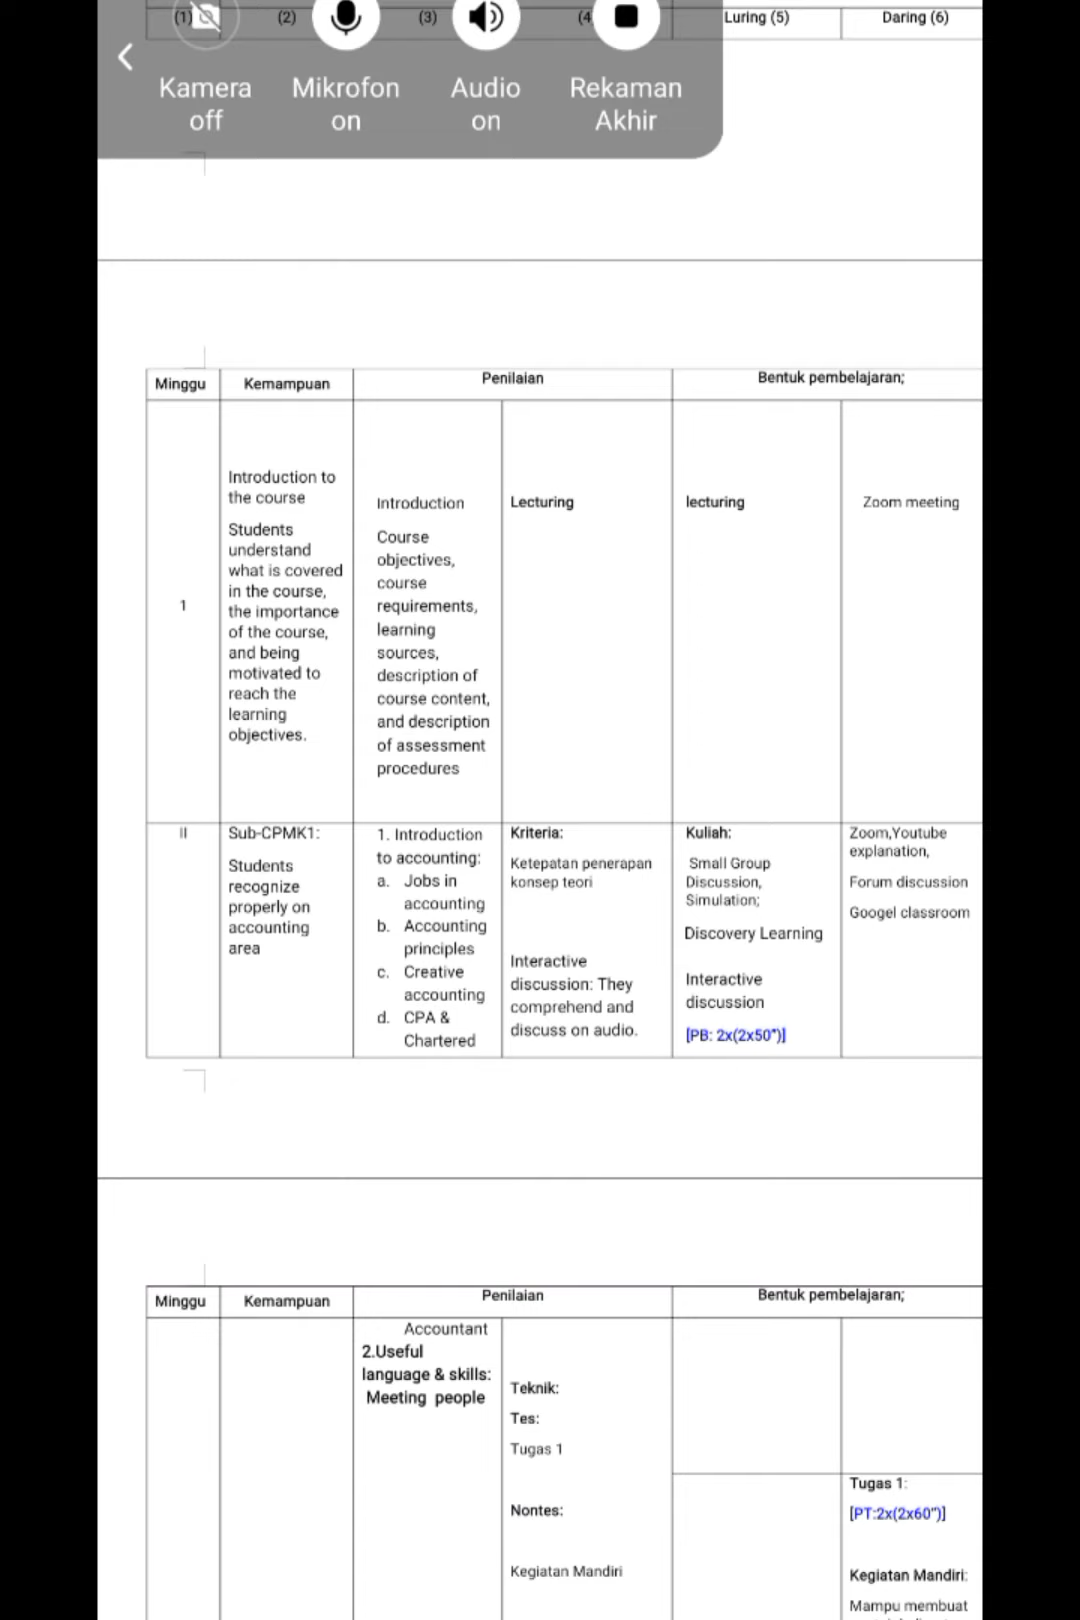 (1) (2) (3) (4 Luring (5) Daring (6)
Kamera off
Mikrofon on
Audio on
Rekaman Akhir
Minggu Kemampuan Penilaian Bentuk pembelajaran;
1
Introduction to
the course
Students
understand
what is covered
in the course,
the importance
of the course,
and being
motivated to
reach the
learning
objectives.
Introduction
Course
objectives,
course
requirements,
learning
sources,
description of
course content,
and description
of assessment
procedures
Lecturing
lecturing
Zoom meeting
II
Sub-CPMK1:
Students
recognize
properly on
accounting
area
1. Introduction
to accounting:
a. Jobs in
accounting
b. Accounting
principles
c. Creative
accounting
d. CPA &
Chartered
Kriteria:
Ketepatan penerapan
konsep teori
Interactive
discussion: They
comprehend and
discuss on audio.
Kuliah:
Small Group
Discussion,
Simulation;
Discovery Learning
Interactive
discussion
[PB: 2x(2x50")]
Zoom,Youtube
explanation,
Forum discussion
Googel classroom
Minggu Kemampuan Penilaian Bentuk pembelajaran;
Accountant
2.Useful
language & skills:
Meeting people
Teknik:
Tes:
Tugas 1
Nontes:
Kegiatan Mandiri
Tugas 1:
[PT:2x(2x60")]
Kegiatan Mandiri:
Mampu membuat